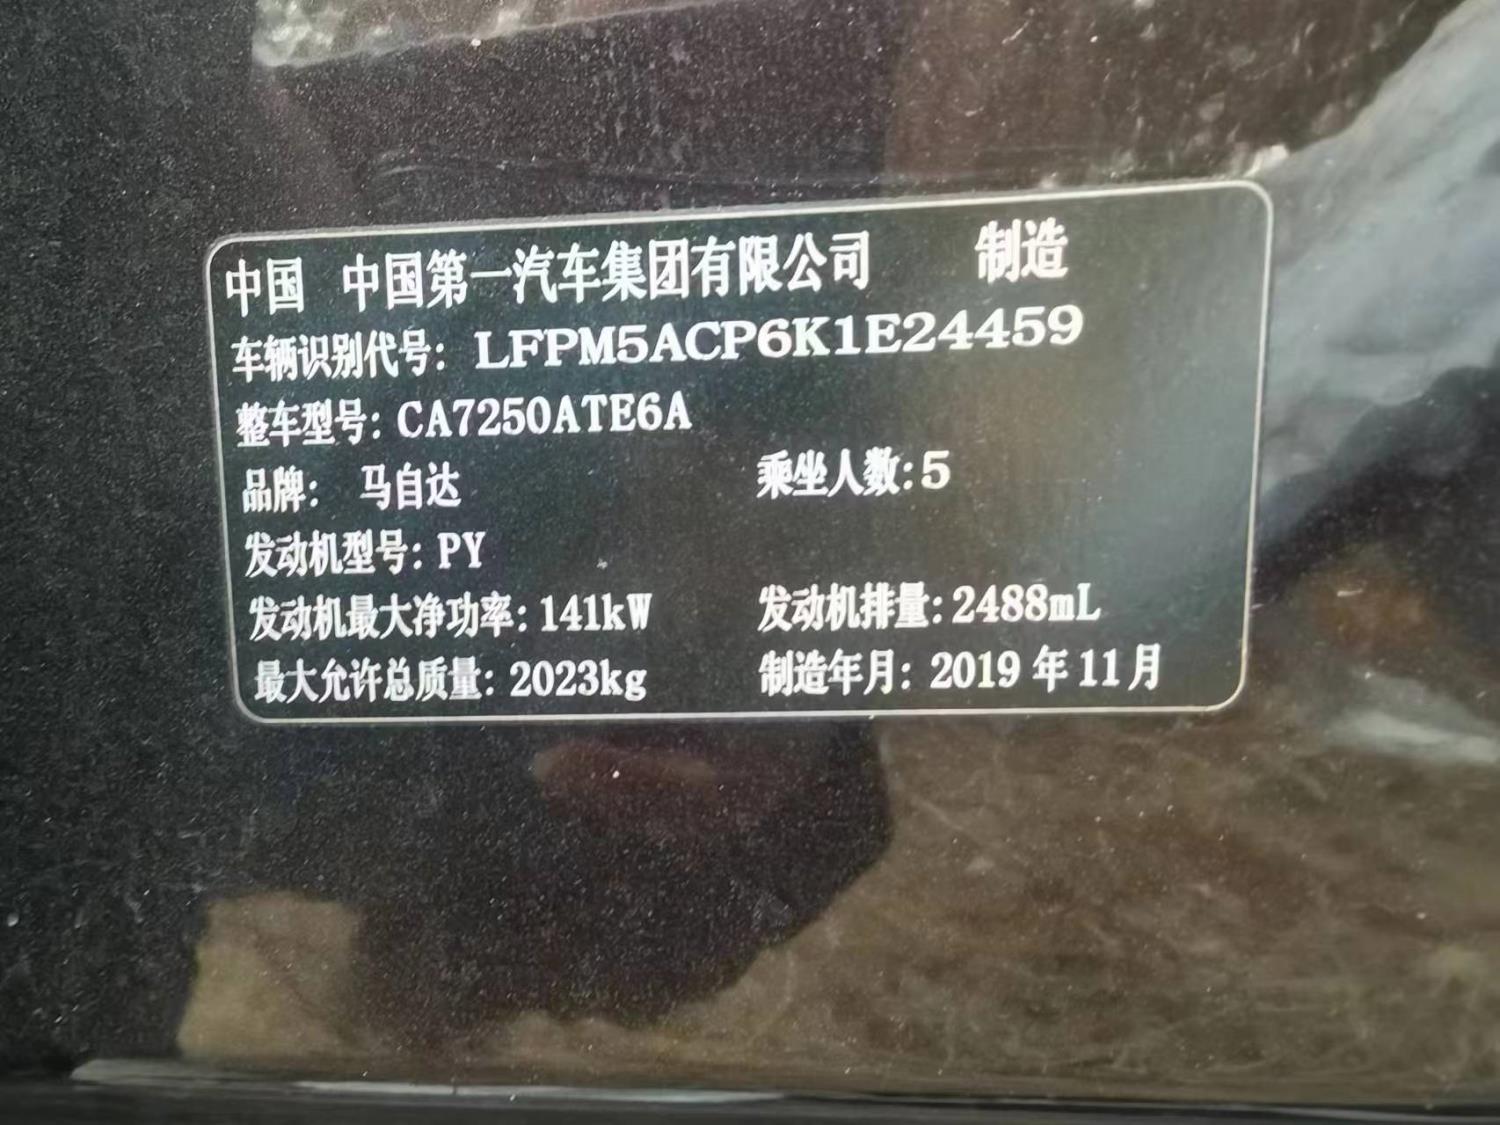 中国 中国第一汽车集团有限公司 制造
车辆识别代号: LFPM5ACP6K1E24459
整车型号: CA7250ATE6A
品牌: 马自达 乘坐人数: 5
发动机型号: PY
发动机最大净功率: 141kW 发动机排量: 2488mL
最大允许总质量: 2023kg 制造年月: 2019 年 11 月